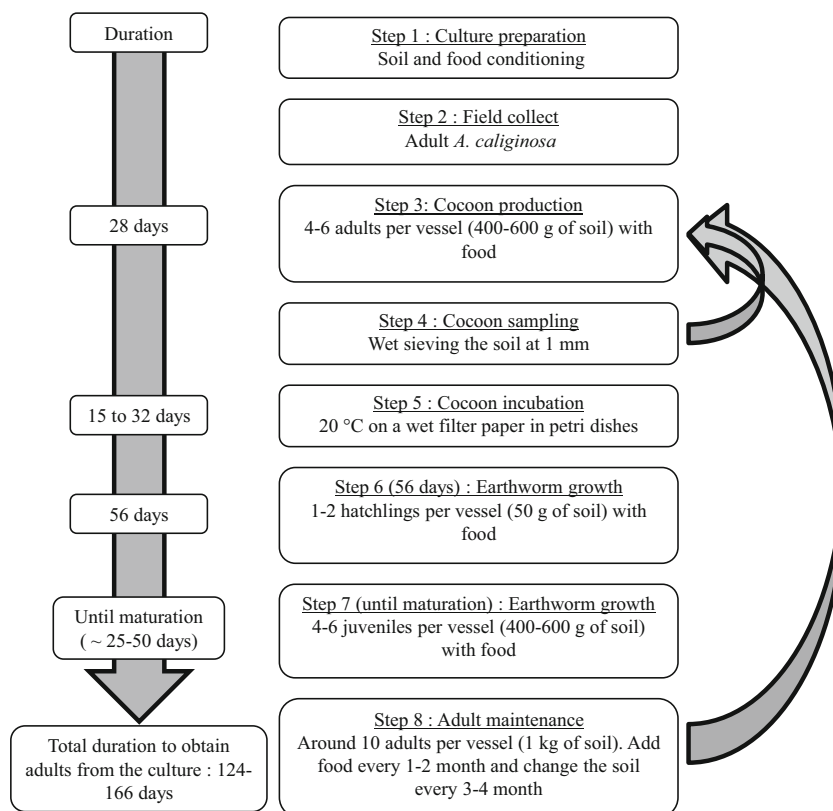 Duration
Step 1 : Culture preparation
Soil and food conditioning
Step 2 : Field collect
Adult A. caliginosa
28 days
Step 3: Cocoon production
4-6 adults per vessel (400-600 g of soil) with
food
Step 4 : Cocoon sampling
Wet sieving the soil at 1 mm
15 to 32 days
Step 5 : Cocoon incubation
20 °C on a wet filter paper in petri dishes
56 days
Step 6 (56 days) : Earthworm growth
1-2 hatchlings per vessel (50 g of soil) with
food
Until maturation
( ~ 25-50 days)
Step 7 (until maturation) : Earthworm growth
4-6 juveniles per vessel (400-600 g of soil)
with food
Total duration to obtain
adults from the culture : 124-
166 days
Step 8 : Adult maintenance
Around 10 adults per vessel (1 kg of soil). Add
food every 1-2 month and change the soil
every 3-4 month